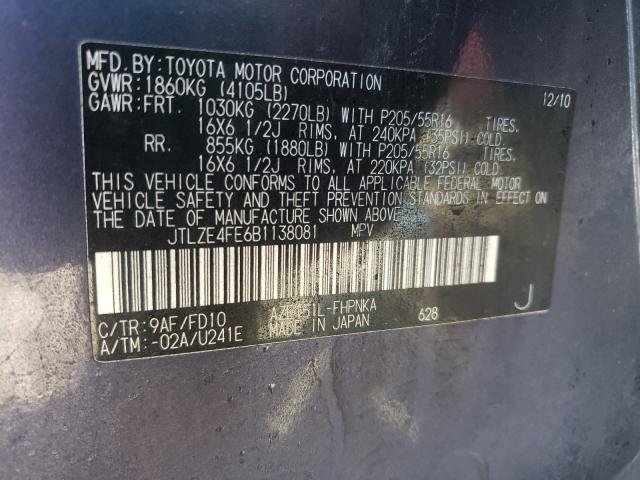 MFD. BY: TOYOTA MOTOR CORPORATION 12/10
GVWR: 1860KG (4105LB)
GAWR: FRT. 1030KG (2270LB) WITH P205/55R16 TIRES,
16X6 1/2J RIMS, AT 240KPA (35PSI) COLD.
RR. 855KG (1880LB) WITH P205/55R16 TIRES,
16X6 1/2J RIMS, AT 220KPA (32PSI) COLD.
THIS VEHICLE CONFORMS TO ALL APPLICABLE FEDERAL MOTOR
VEHICLE SAFETY AND THEFT PREVENTION STANDARDS IN EFFECT ON
THE DATE OF MANUFACTURE SHOWN ABOVE.
JTLZE4FE6B1138081 MPV
C/TR: 9AF/FD10 151L-FHPNKA J
A/TM: -02A/U241E MADE IN JAPAN 628